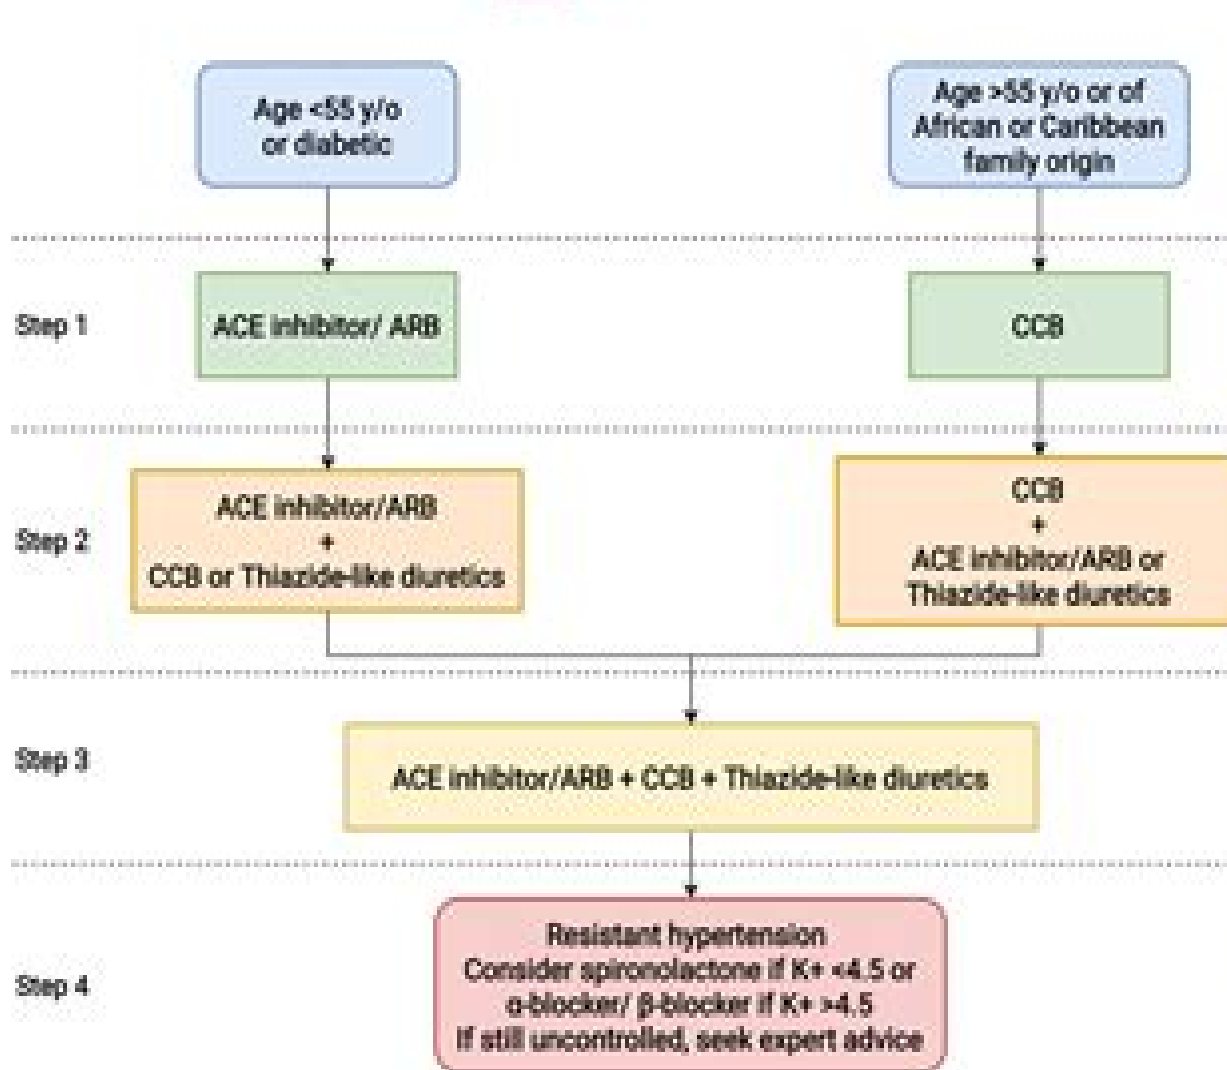 Age <55 y/o
or diabetic
Age >55 y/o or of
African or Caribbean
family origin
Step 1
ACE inhibitor/ ARB
CCB
Step 2
ACE inhibitor/ARB
+
CCB or Thiazide-like diuretics
CCB
+
ACE inhibitor/ARB or
Thiazide-like diuretics
Step 3
ACE inhibitor/ARB + CCB + Thiazide-like diuretics
Step 4
Resistant hypertension
Consider spironolactone if K+ <4.5 or
α-blocker/ β-blocker if K+ >4.5
If still uncontrolled, seek expert advice